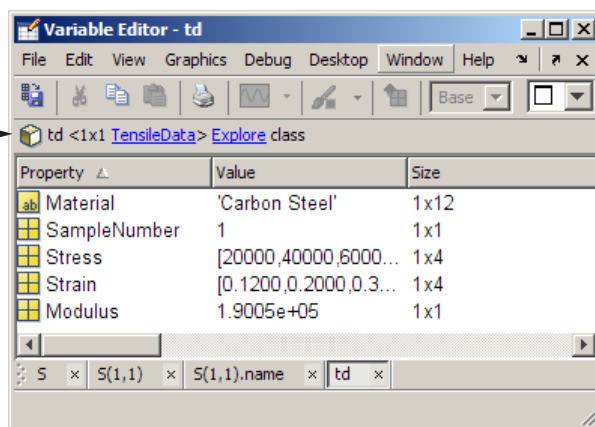 Variable Editor - td
File Edit View Graphics Debug Desktop Window Help
Base
td <1x1 TensileData> Explore class
Property Value Size
ab Material 'Carbon Steel' 1x12
SampleNumber 1 1x1
Stress [20000,40000,6000... 1x4
Strain [0.1200,0.2000,0.3... 1x4
Modulus 1.9005e+05 1x1
S × S(1,1) × S(1,1).name × td ×